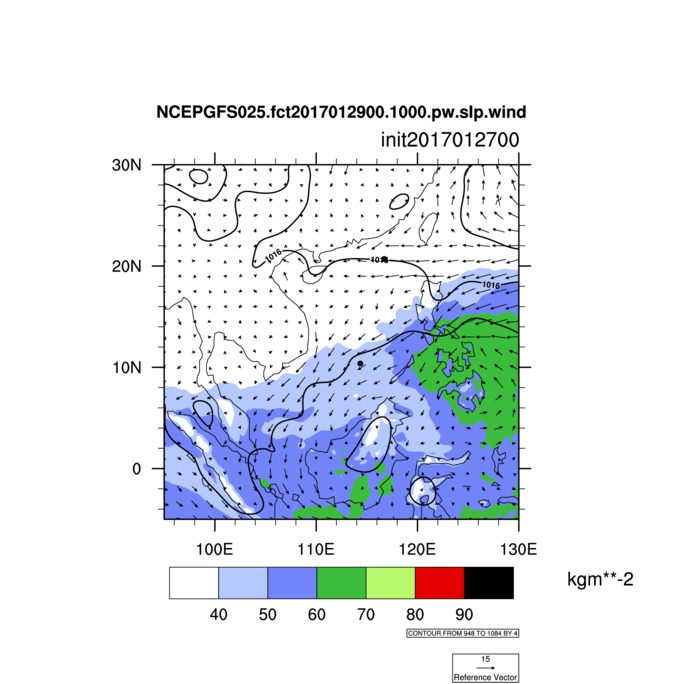 NCEPGFS025.fct2017012900.1000.pw.slp.wind
init2017012700
30N
20N
10N
0
1016
1016
100E 110E 120E 130E
kgm**-2
40 50 60 70 80 90
CONTOUR FROM 948 TO 1084 BY 4
15
Reference Vector